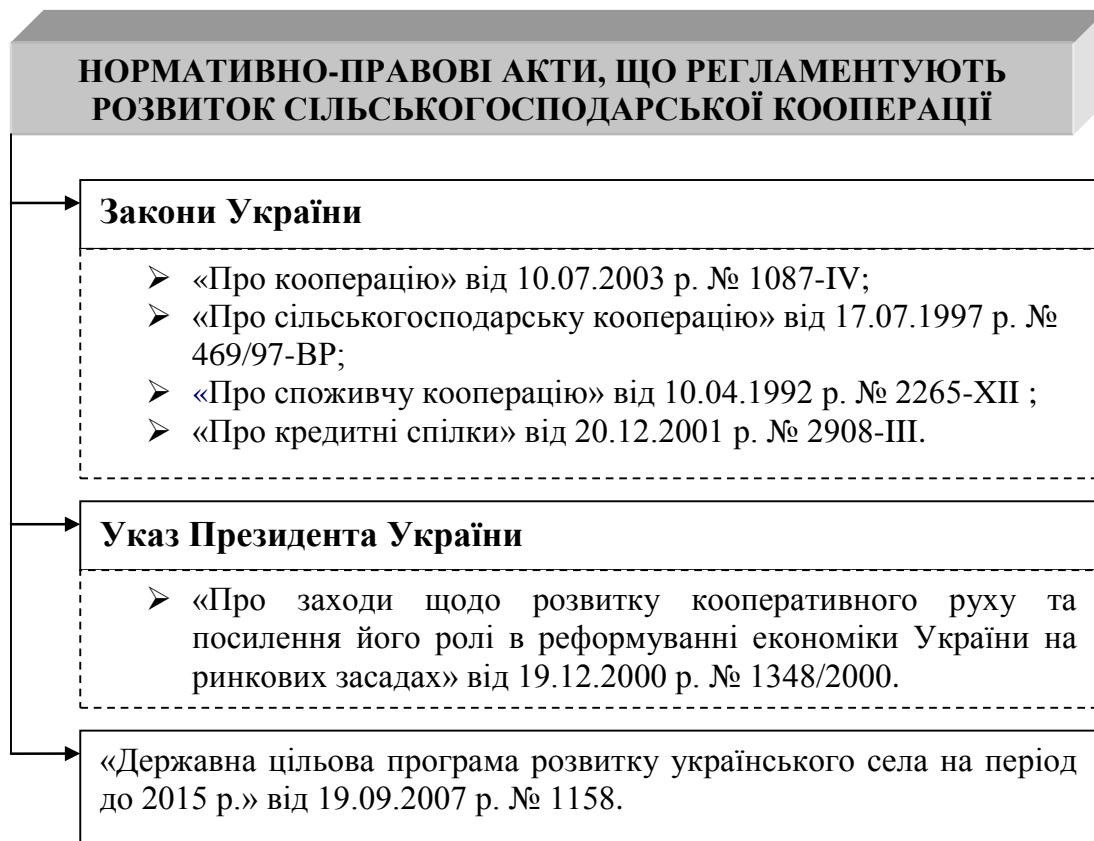 НОРМАТИВНО-ПРАВОВІ АКТИ, ЩО РЕГЛАМЕНТУЮТЬ
РОЗВИТОК СІЛЬСЬКОГОСПОДАРСЬКОЇ КООПЕРАЦІЇ
Закони України
➢ «Про кооперацію» від 10.07.2003 р. № 1087-IV;
➢ «Про сільськогосподарську кооперацію» від 17.07.1997 р. №
469/97-ВР;
➢ «Про споживчу кооперацію» від 10.04.1992 р. № 2265-XII ;
➢ «Про кредитні спілки» від 20.12.2001 р. № 2908-III.
Указ Президента України
➢ «Про заходи щодо розвитку кооперативного руху та
посилення його ролі в реформуванні економіки України на
ринкових засадах» від 19.12.2000 р. № 1348/2000.
«Державна цільова програма розвитку українського села на період
до 2015 р.» від 19.09.2007 р. № 1158.